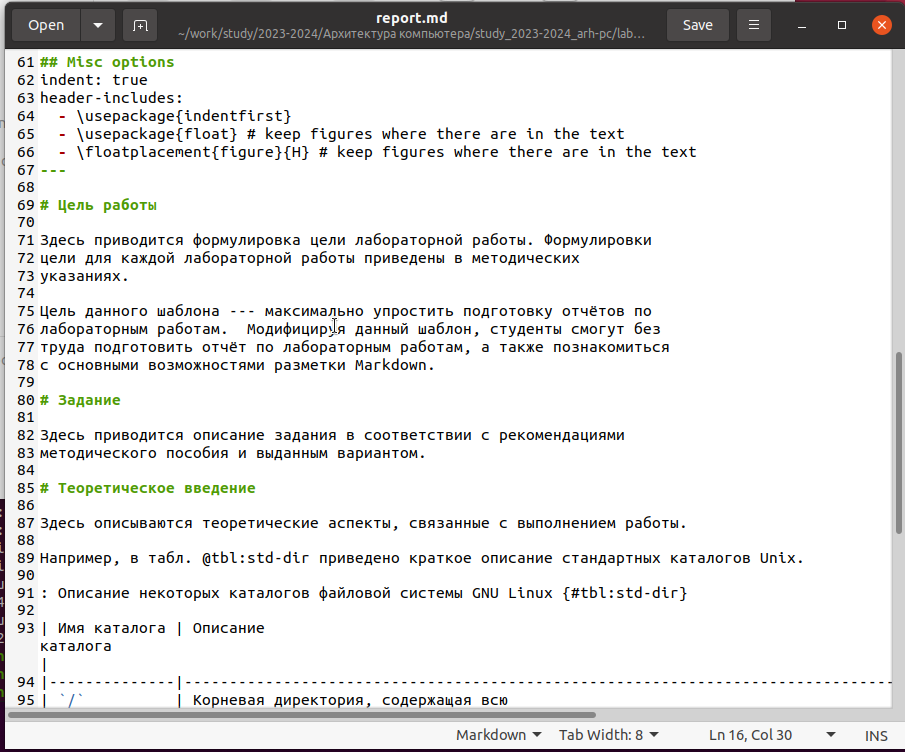 Open
report.md
~/work/study/2023-2024/Архитектура компьютера/study_2023-2024_arh-pc/lab…
Save
61 ## Misc options
62 indent: true
63 header-includes:
64   - \usepackage{indentfirst}
65   - \usepackage{float} # keep figures where there are in the text
66   - \floatplacement{figure}{H} # keep figures where there are in the text
67 ---
68
69 # Цель работы
70
71 Здесь приводится формулировка цели лабораторной работы. Формулировки
72 цели для каждой лабораторной работы приведены в методических
73 указаниях.
74
75 Цель данного шаблона --- максимально упростить подготовку отчётов по
76 лабораторным работам.  Модифицируя данный шаблон, студенты смогут без
77 труда подготовить отчёт по лабораторным работам, а также познакомиться
78 с основными возможностями разметки Markdown.
79
80 # Задание
81
82 Здесь приводится описание задания в соответствии с рекомендациями
83 методического пособия и выданным вариантом.
84
85 # Теоретическое введение
86
87 Здесь описываются теоретические аспекты, связанные с выполнением работы.
88
89 Например, в табл. @tbl:std-dir приведено краткое описание стандартных каталогов Unix.
90
91 : Описание некоторых каталогов файловой системы GNU Linux {#tbl:std-dir}
92
93 | Имя каталога | Описание
каталога
|
94 |--------------|-------------------------------------------------------------------------------
95 | `/`          | Корневая директория, содержащая всю
Markdown
Tab Width: 8
Ln 16, Col 30
INS